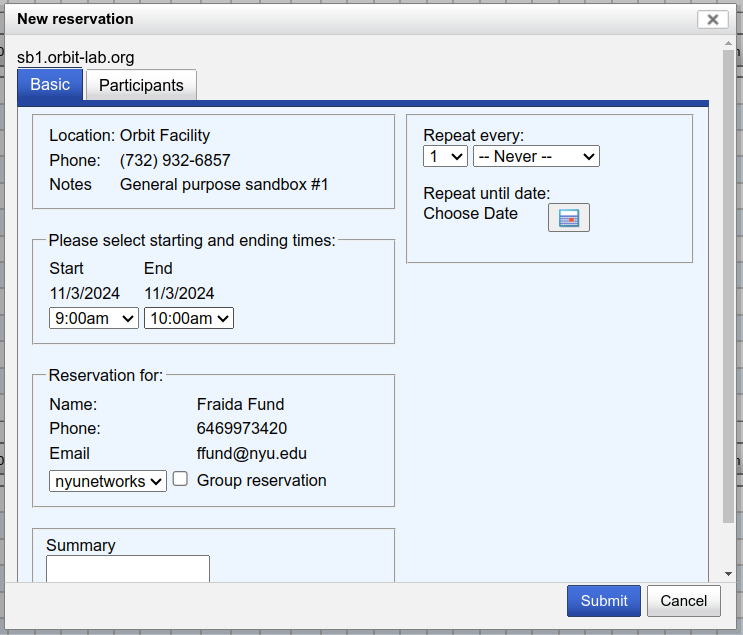 New reservation
sb1.orbit-lab.org
Basic Participants
Location: Orbit Facility
Phone: (732) 932-6857
Notes General purpose sandbox #1
Repeat every:
1 -- Never --
Repeat until date:
Choose Date
Please select starting and ending times:
Start End
11/3/2024 11/3/2024
9:00am 10:00am
Reservation for:
Name: Fraida Fund
Phone: 6469973420
Email ffund@nyu.edu
nyunetworks Group reservation
Summary
Submit Cancel